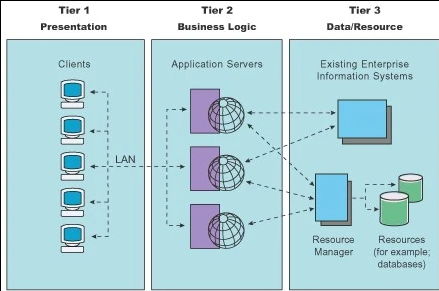 Tier 1
Presentation
Tier 2
Business Logic
Tier 3
Data/Resource
Clients
LAN
Application Servers
Existing Enterprise
Information Systems
Resource
Manager
Resources
(for example;
databases)